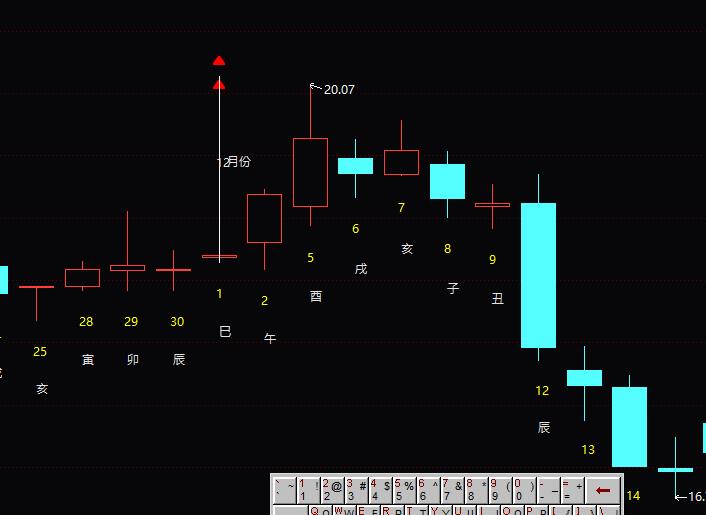 20.07
12月份
7
6
8
5
9
1
2
亥
戌
子
丑
酉
28
29
30
巳
午
25
寅
卯
辰
亥
12
辰
13
14
16.
` ~ 1 ! 2 @ 3 # 4 $ 5 % 6 ^ 7 & 8 * 9 ( 0 ) - _ = + ←
Q W E R T Y U I O P [ ] \